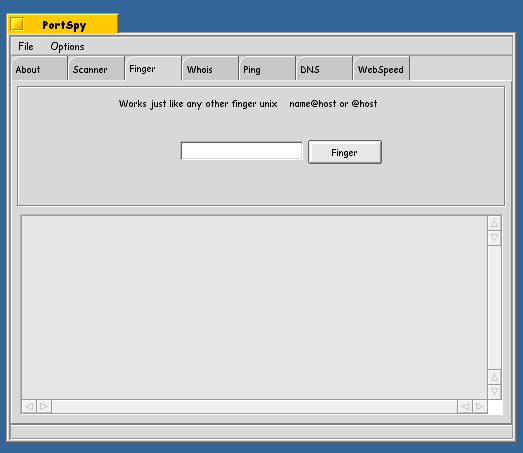 PortSpy
File Options
About Scanner Finger Whois Ping DNS WebSpeed
Works just like any other finger unix name@host or @host
Finger